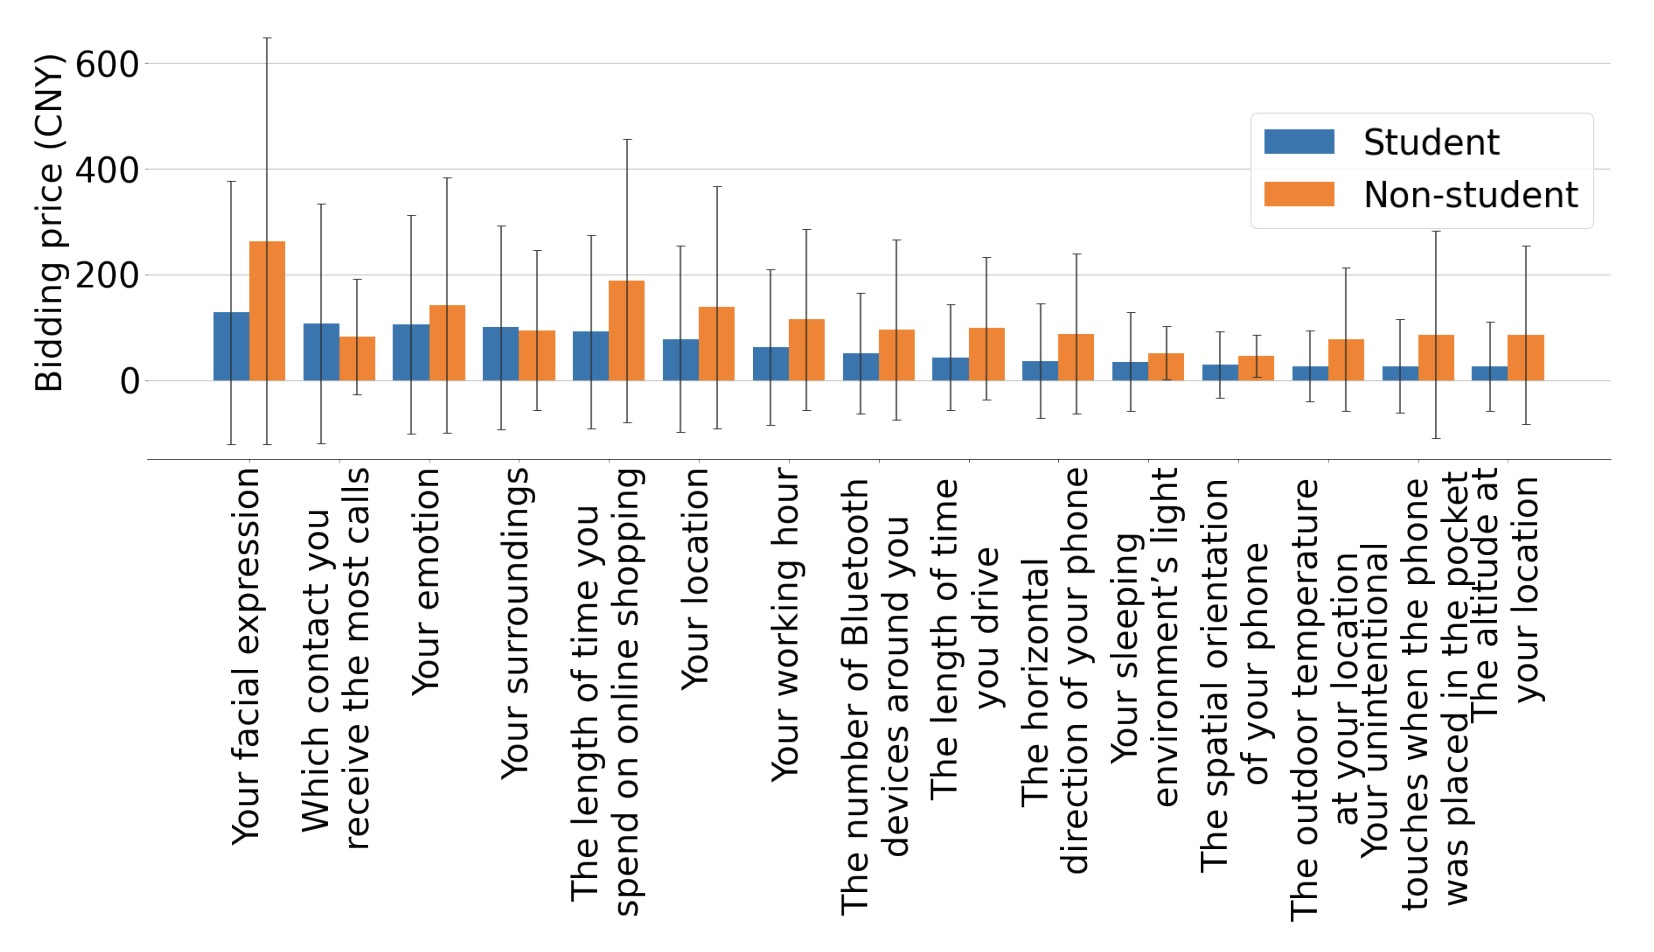 Bidding price (CNY)
600
400
200
0
Student
Non-student
Your facial expression
Which contact you
receive the most calls
Your emotion
Your surroundings
The length of time you
spend on online shopping
Your location
Your working hour
The number of Bluetooth
devices around you
The length of time
you drive
The horizontal
direction of your phone
Your sleeping
environment’s light
The spatial orientation
of your phone
The outdoor temperature
at your location
Your unintentional
touches when the phone
was placed in the pocket
The altitude at
your location